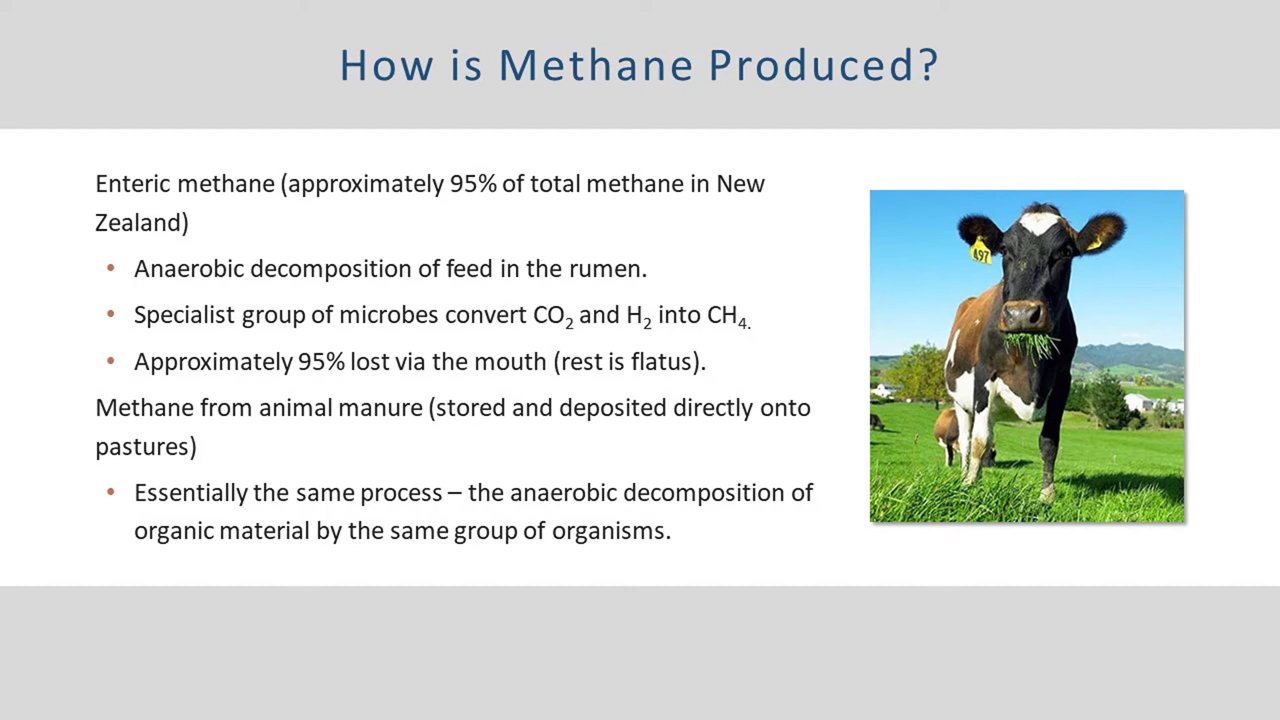 How is Methane Produced?
Enteric methane (approximately 95% of total methane in New
Zealand)
• Anaerobic decomposition of feed in the rumen.
• Specialist group of microbes convert CO₂ and H₂ into CH₄.
• Approximately 95% lost via the mouth (rest is flatus).
Methane from animal manure (stored and deposited directly onto
pastures)
• Essentially the same process – the anaerobic decomposition of
organic material by the same group of organisms.
497